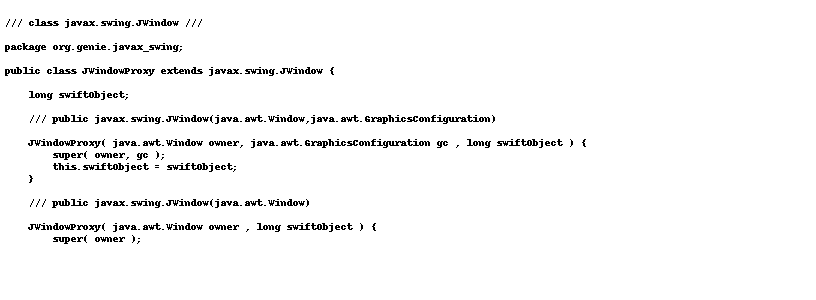 /// class javax.swing.JWindow ///
package org.genie.javax_swing;
public class JWindowProxy extends javax.swing.JWindow {
long swiftObject;
/// public javax.swing.JWindow(java.awt.Window,java.awt.GraphicsConfiguration)
JWindowProxy( java.awt.Window owner, java.awt.GraphicsConfiguration gc , long swiftObject ) {
super( owner, gc );
this.swiftObject = swiftObject;
}
/// public javax.swing.JWindow(java.awt.Window)
JWindowProxy( java.awt.Window owner , long swiftObject ) {
super( owner );